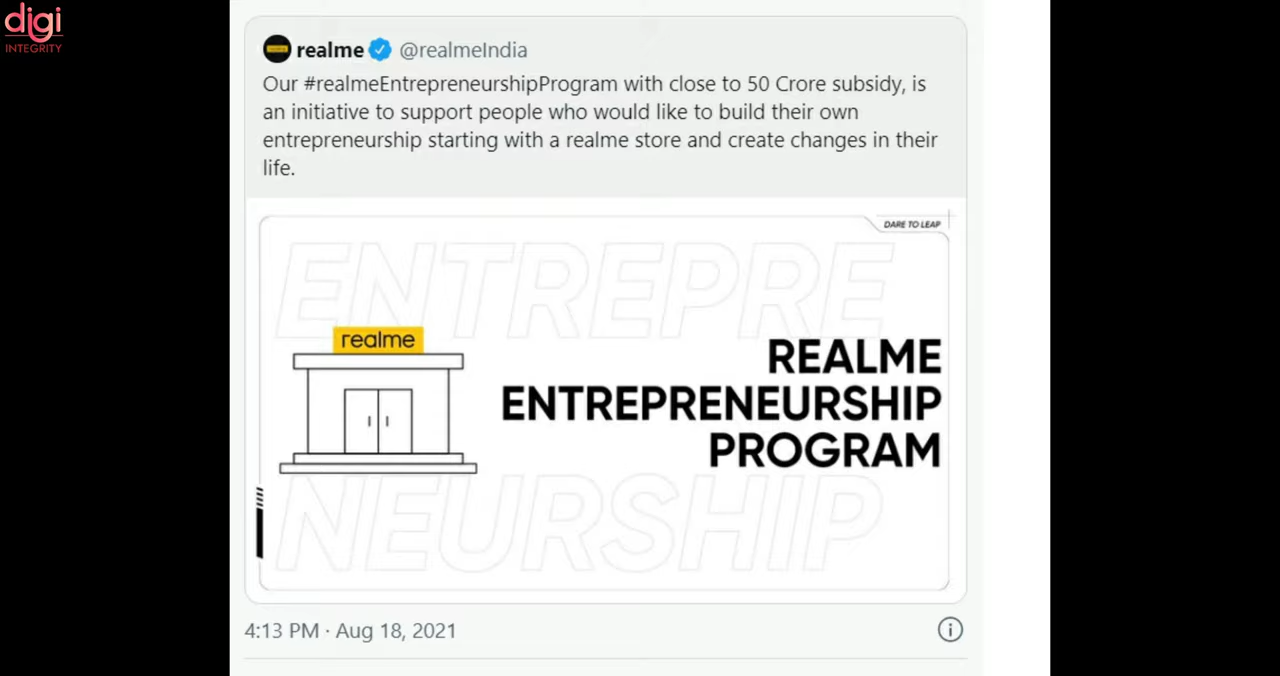 digi
INTEGRITY
realme @realmeIndia
Our #realmeEntrepreneurshipProgram with close to 50 Crore subsidy, is
an initiative to support people who would like to build their own
entrepreneurship starting with a realme store and create changes in their
life.
DARE TO LEAP
ENTREPRE
realme
REALME
ENTREPRENEURSHIP
PROGRAM
NEURSHIP
4:13 PM · Aug 18, 2021